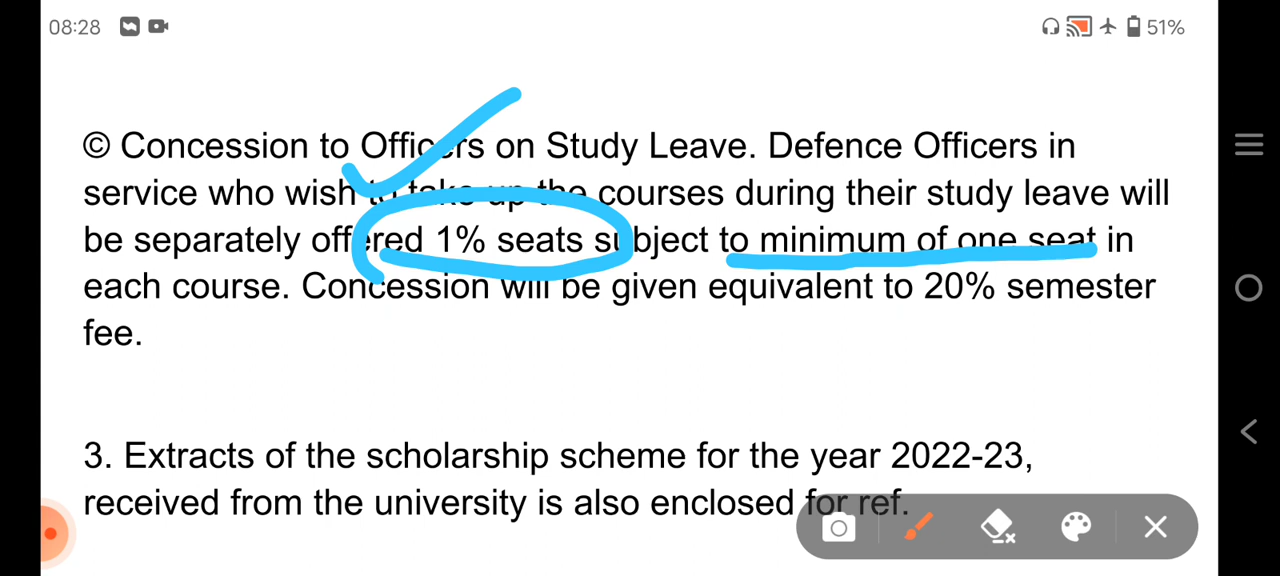 08:28
51%
© Concession to Officers on Study Leave. Defence Officers in
service who wish to take up the courses during their study leave will
be separately offered 1% seats subject to minimum of one seat in
each course. Concession will be given equivalent to 20% semester
fee.
3. Extracts of the scholarship scheme for the year 2022-23,
received from the university is also enclosed for ref.